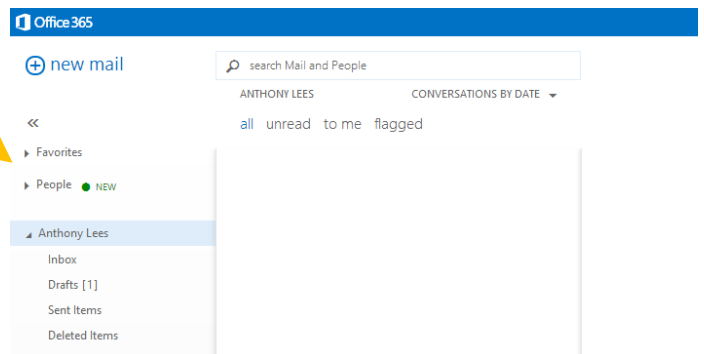 Office 365
new mail
search Mail and People
ANTHONY LEES CONVERSATIONS BY DATE
all unread to me flagged
Favorites
People NEW
Anthony Lees
Inbox
Drafts [1]
Sent Items
Deleted Items